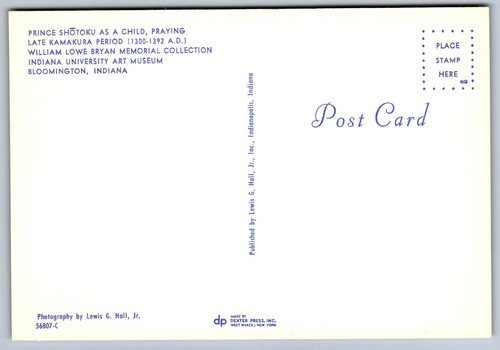 PRINCE SHŌTOKU AS A CHILD, PRAYING
LATE KAMAKURA PERIOD (1300-1392 A.D.)
WILLIAM LOWE BRYAN MEMORIAL COLLECTION
INDIANA UNIVERSITY ART MUSEUM
BLOOMINGTON, INDIANA
PLACE
STAMP
HERE
69
Post Card
Published by Lewis G. Hall, Jr., Inc., Indianapolis, Indiana
Photography by Lewis G. Hall, Jr.
56807-C
dp
MADE BY
DEXTER PRESS, INC.
WEST NYACK, NEW YORK